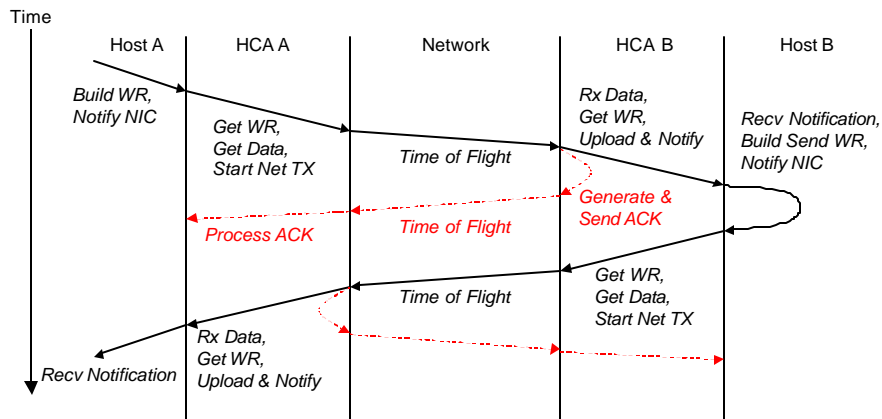 Time
Host A
HCA A
Network
HCA B
Host B
Build WR,
Notify NIC
Get WR,
Get Data,
Start Net TX
Time of Flight
Rx Data,
Get WR,
Upload & Notify
Recv Notification,
Build Send WR,
Notify NIC
Generate &
Send ACK
Time of Flight
Process ACK
Get WR,
Get Data,
Start Net TX
Time of Flight
Rx Data,
Get WR,
Upload & Notify
Recv Notification